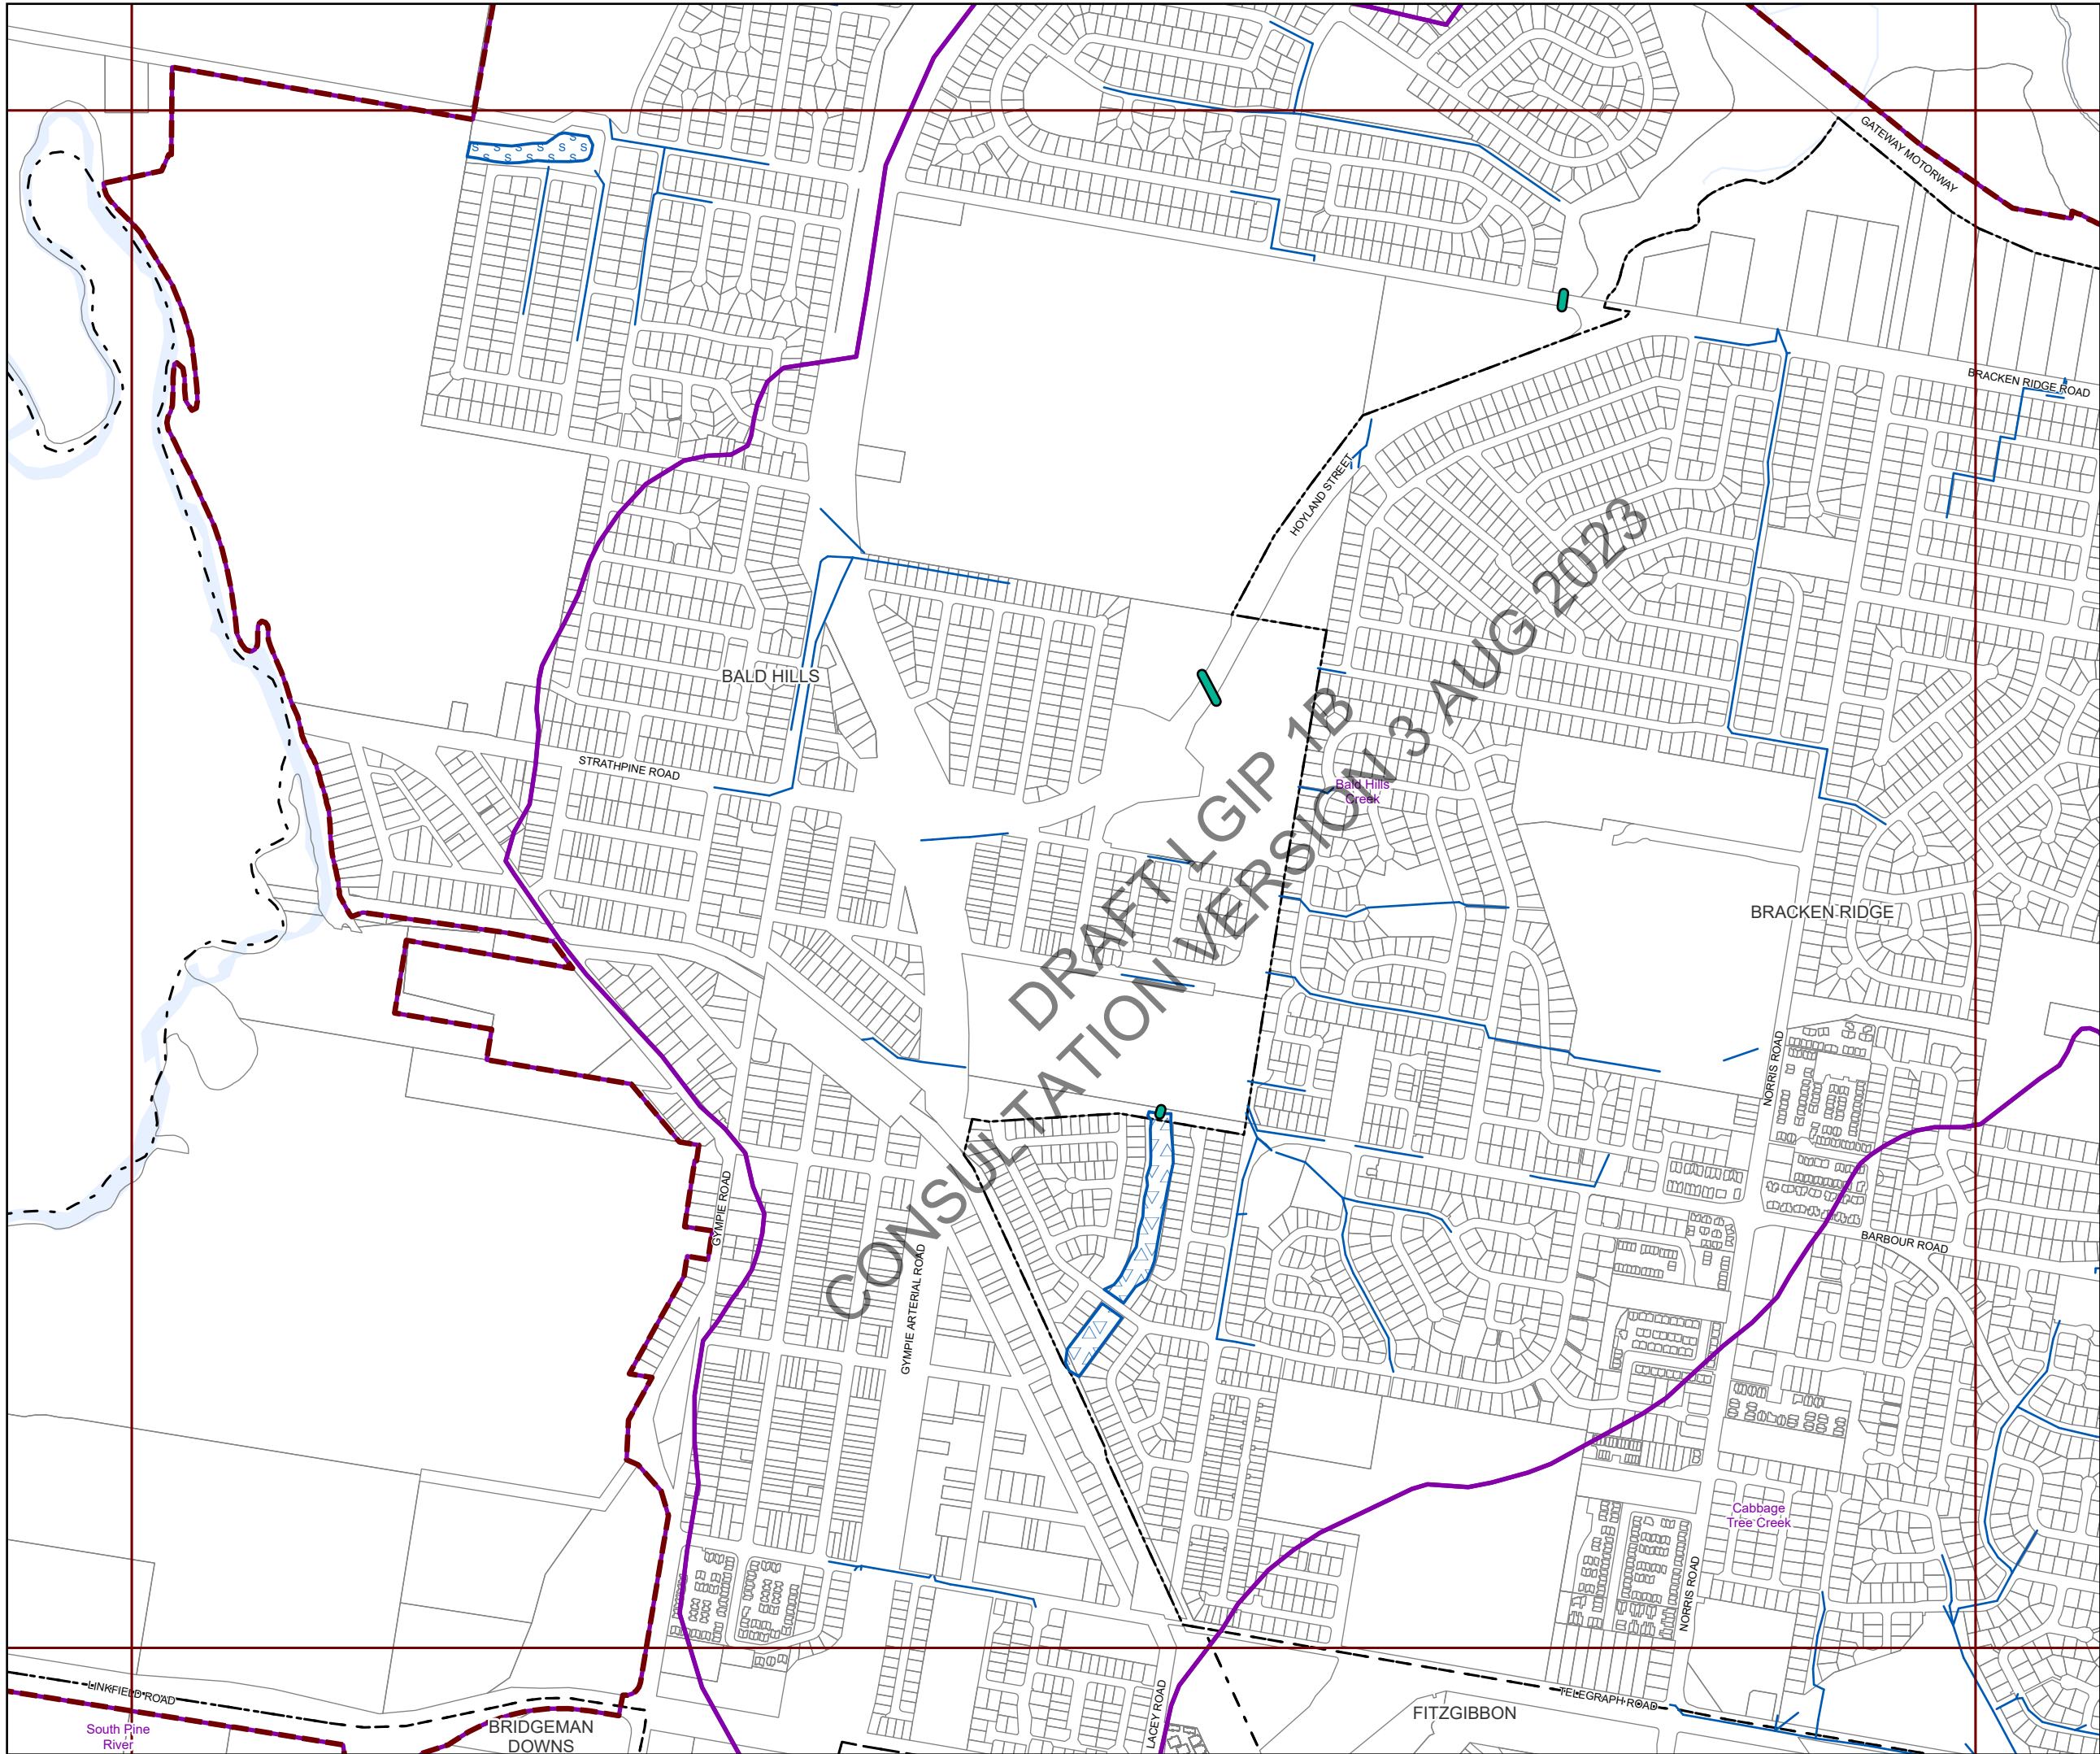 GATEWAY MOTORWAY
BRACKEN RIDGE ROAD
HOYLAND STREET
BALD HILLS
STRATHPINE ROAD
Bald Hills
Creek
DRAFT LGIP 1B
CONSULTATION VERSION 3 AUG 2023
BRACKEN RIDGE
NORRIS ROAD
GYMPIE ROAD
GYMPIE ARTERIAL ROAD
BARBOUR ROAD
Cabbage
Tree Creek
NORRIS ROAD
LINKFIELD ROAD
South Pine
River
BRIDGEMAN
DOWNS
LACEY ROAD
FITZGIBBON
TELEGRAPH ROAD
S S S S S S
S S S S S